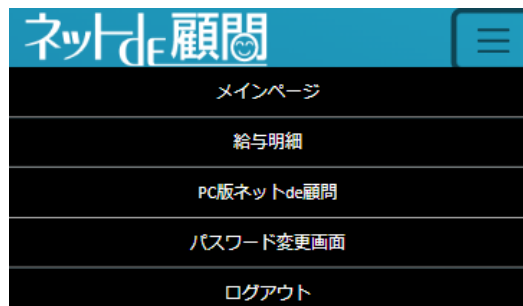 ネットdE顧問
メインページ
給与明細
PC版ネットde顧問
パスワード変更画面
ログアウト